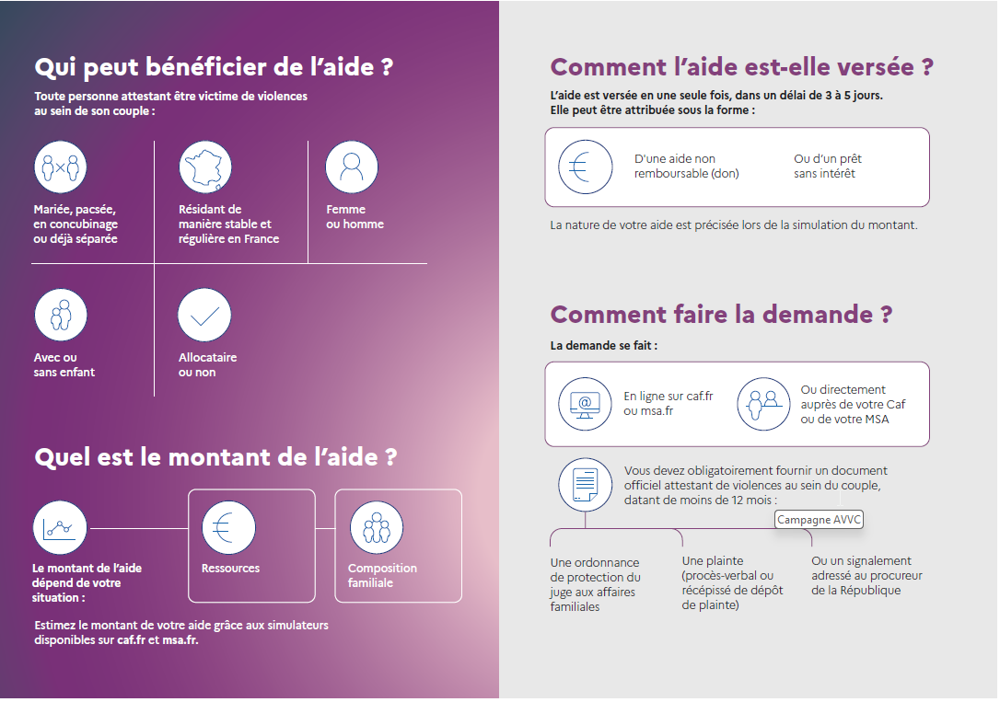 Qui peut bénéficier de l'aide ?
Toute personne attestant être victime de violences
au sein de son couple :
Mariée, pacsée,
en concubinage
ou déjà séparée
Résidant de
manière stable et
régulière en France
Femme
ou homme
Avec ou
sans enfant
Allocataire
ou non
Quel est le montant de l'aide ?
Le montant de l'aide
dépend de votre
situation :
Ressources
Composition
familiale
Estimez le montant de votre aide grâce aux simulateurs
disponibles sur caf.fr et msa.fr.
Comment l'aide est-elle versée ?
L'aide est versée en une seule fois, dans un délai de 3 à 5 jours.
Elle peut être attribuée sous la forme :
D'une aide non
remboursable (don)
Ou d'un prêt
sans intérêt
La nature de votre aide est précisée lors de la simulation du montant.
Comment faire la demande ?
La demande se fait :
@
En ligne sur caf.fr
ou msa.fr
Ou directement
auprès de votre Caf
ou de votre MSA
Vous devez obligatoirement fournir un document
officiel attestant de violences au sein du couple,
datant de moins de 12 mois :
Campagne AVVC
Une ordonnance
de protection du
juge aux affaires
familiales
Une plainte
(procès-verbal ou
récépissé de dépôt
de plainte)
Ou un signalement
adressé au procureur
de la République